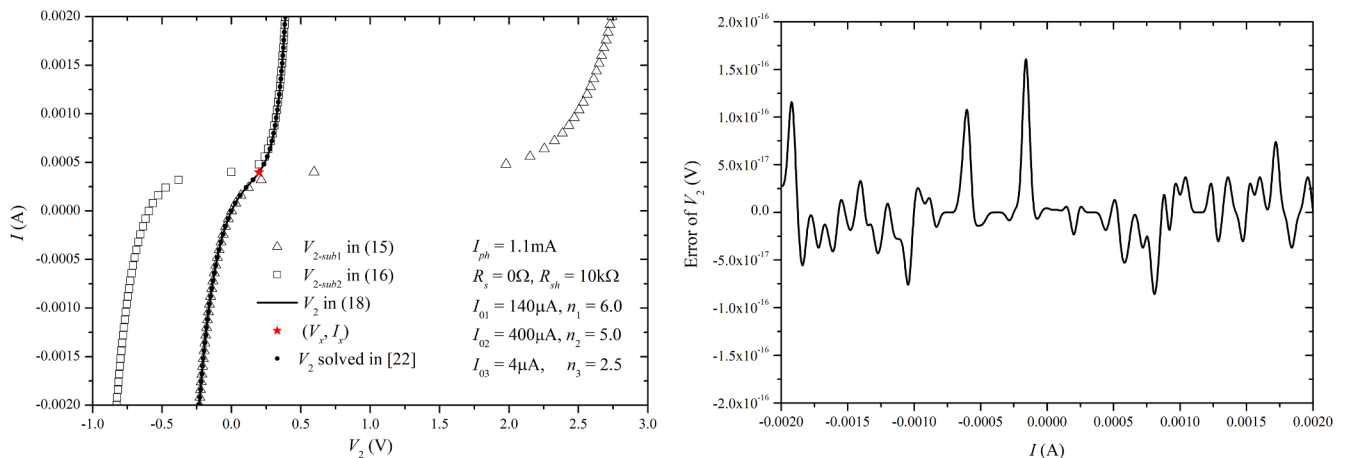 0.0020
0.0015
0.0010
0.0005
0.0000
-0.0005
-0.0010
-0.0015
-0.0020
I (A)
V2-sub1 in (15)
V2-sub2 in (16)
V2 in (18)
(Vx, Ix)
V2 solved in [22]
Iph = 1.1mA
Rs = 0Ω, Rsh = 10kΩ
I01 = 140μA, n1 = 6.0
I02 = 400μA, n2 = 5.0
I03 = 4μA, n3 = 2.5
-1.0 -0.5 0.0 0.5 1.0 1.5 2.0 2.5 3.0
V2 (V)
2.0x10-16
1.5x10-16
1.0x10-16
5.0x10-17
0.0
-5.0x10-17
-1.0x10-16
-1.5x10-16
-2.0x10-16
Error of V2 (V)
-0.0020 -0.0015 -0.0010 -0.0005 0.0000 0.0005 0.0010 0.0015 0.0020
I (A)